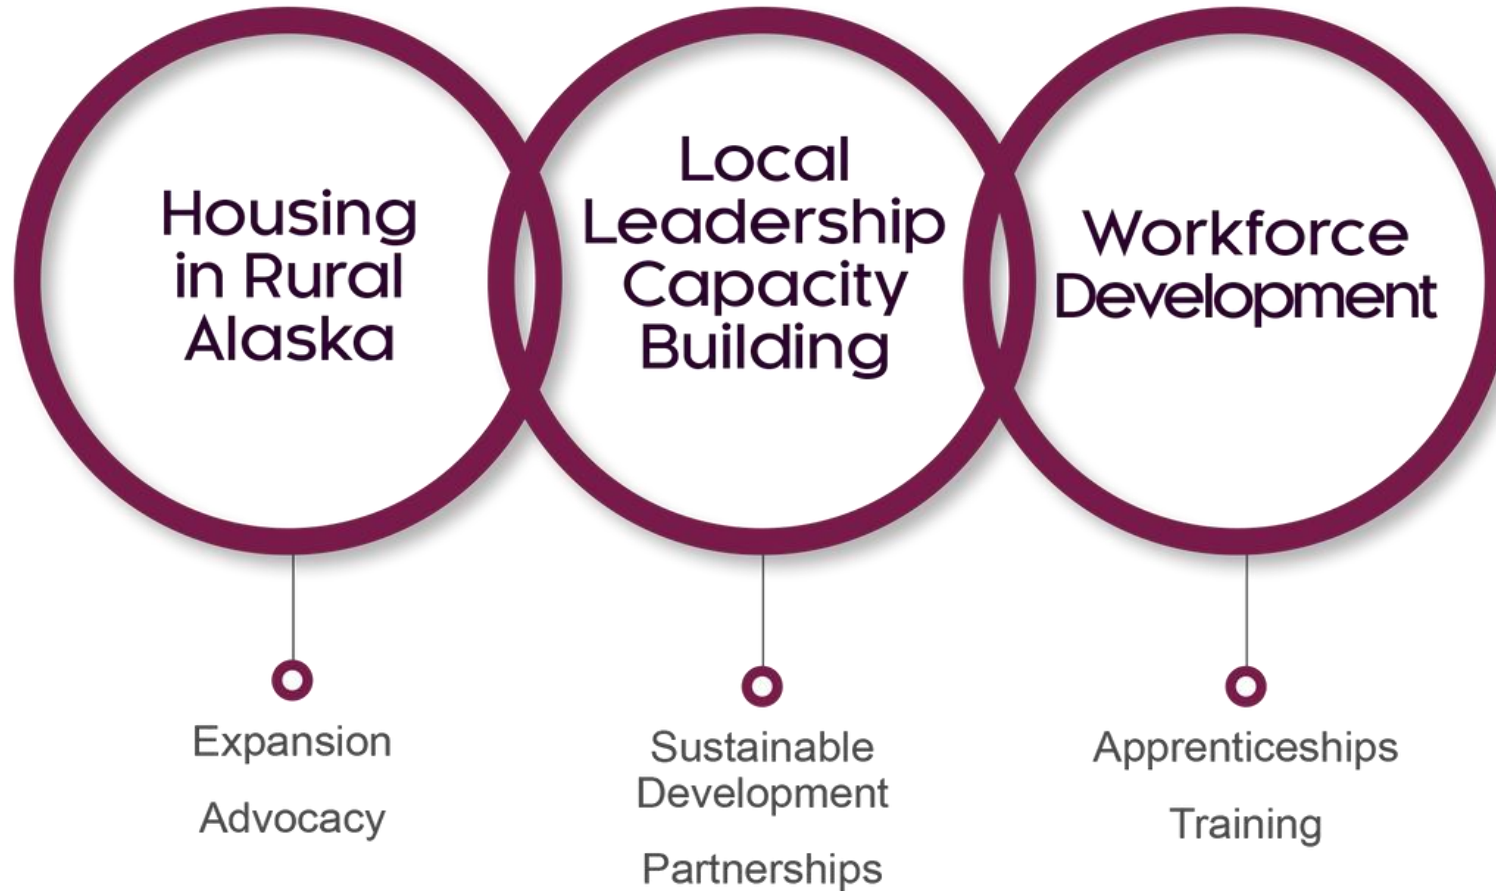 Housing
in Rural
Alaska
Local
Leadership
Capacity
Building
Workforce
Development
Expansion
Advocacy
Sustainable
Development
Partnerships
Apprenticeships
Training